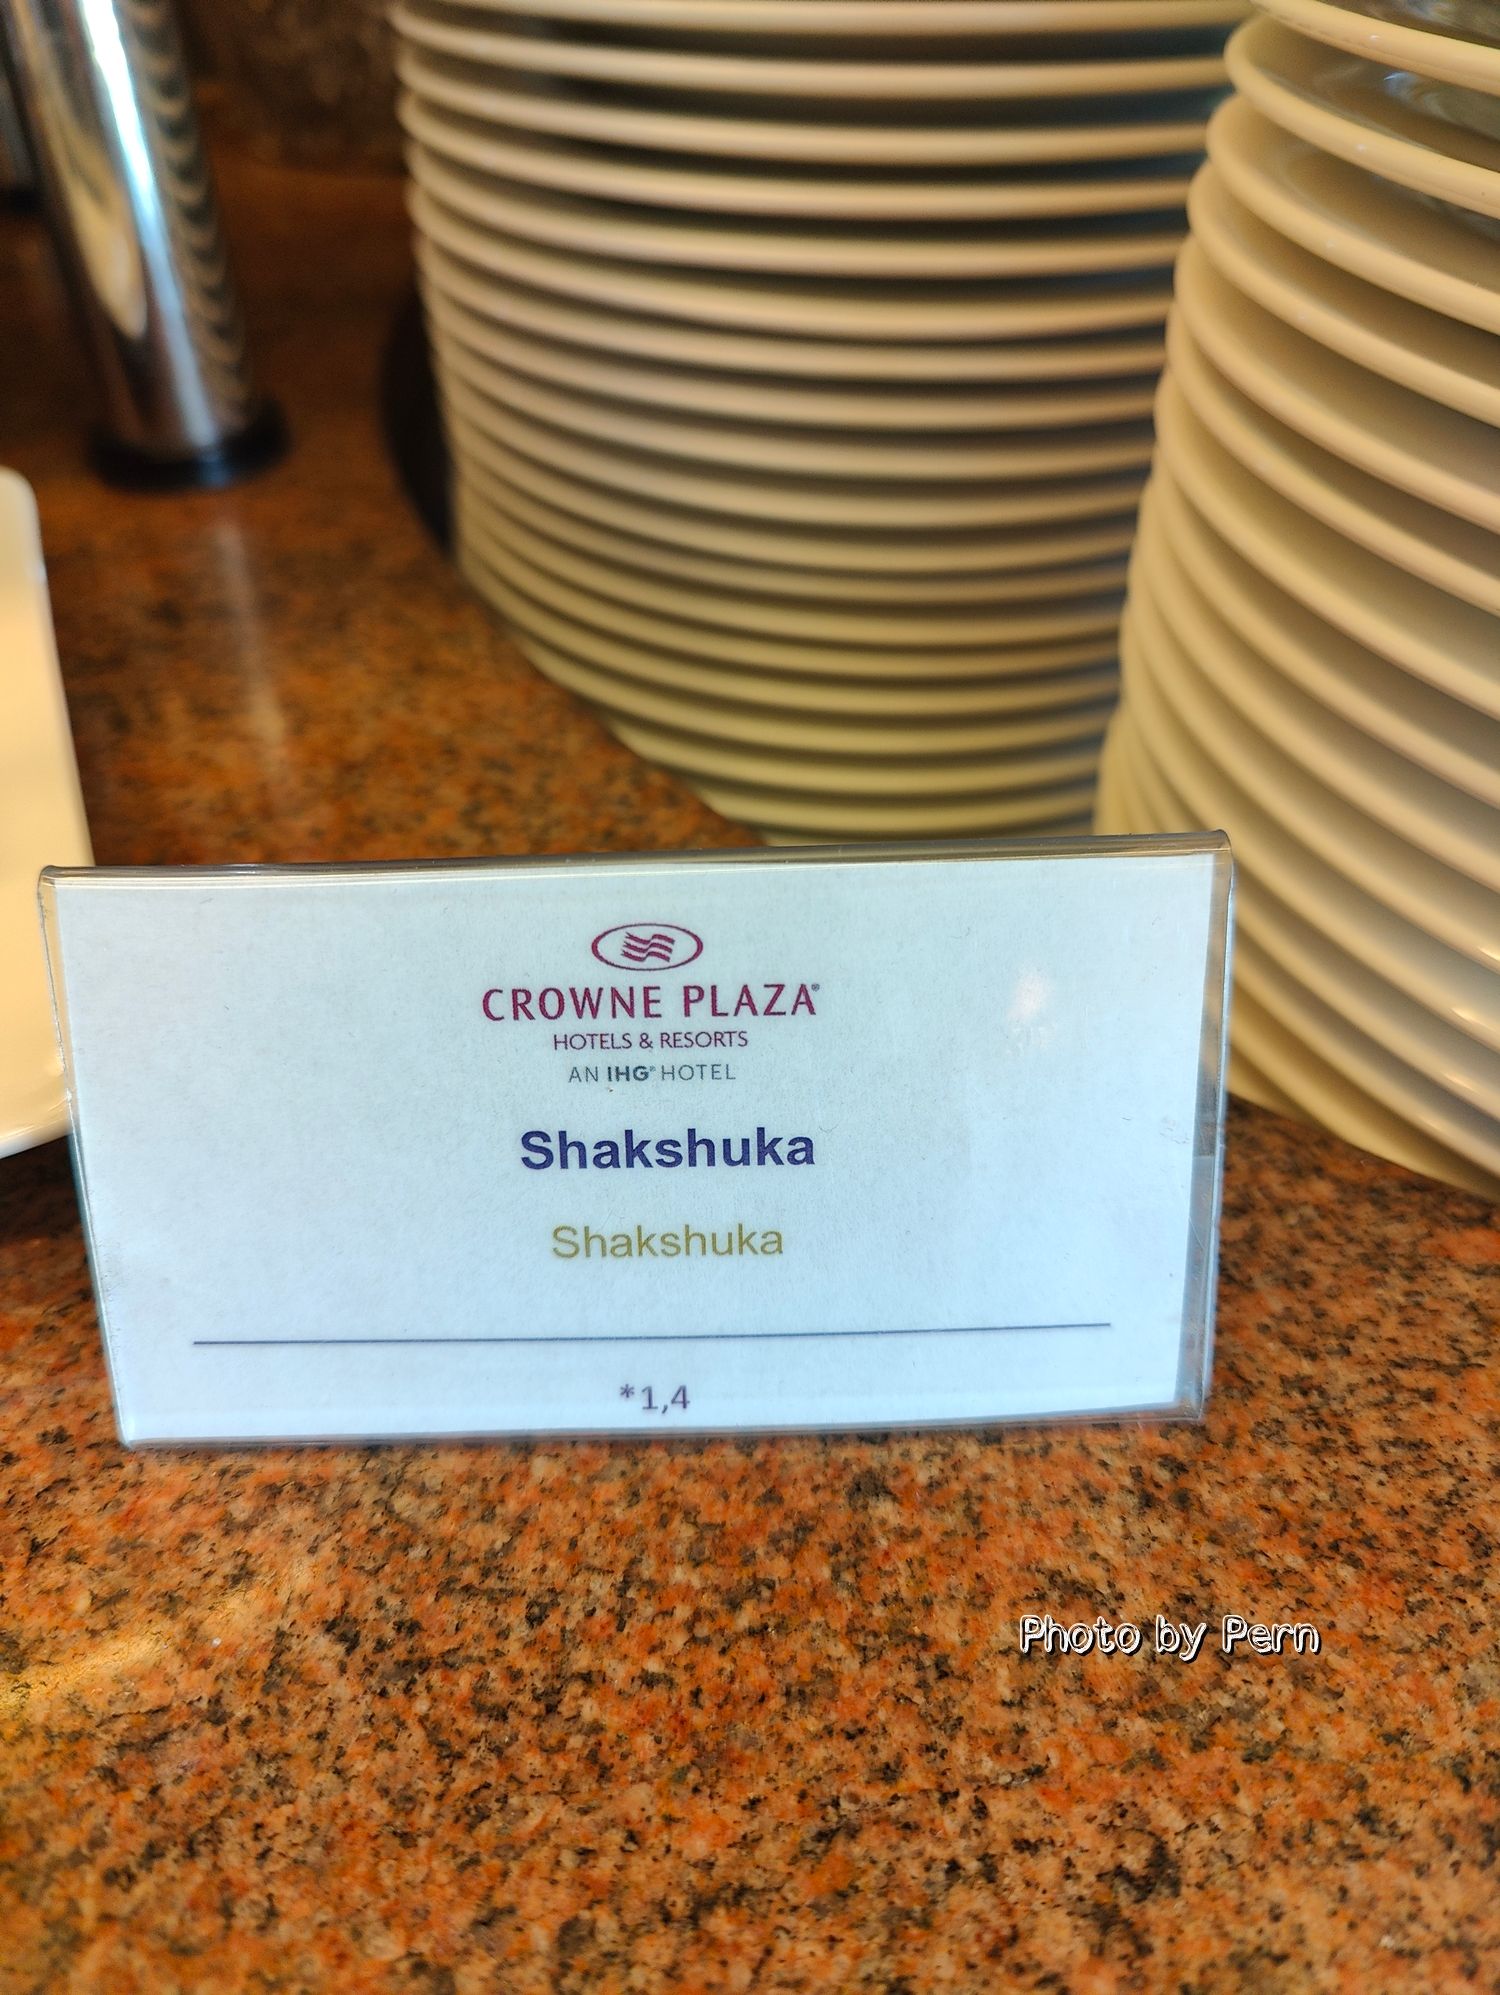 CROWNE PLAZA®
HOTELS & RESORTS
AN IHG® HOTEL
Shakshuka
Shakshuka
*1,4
Photo by Pern